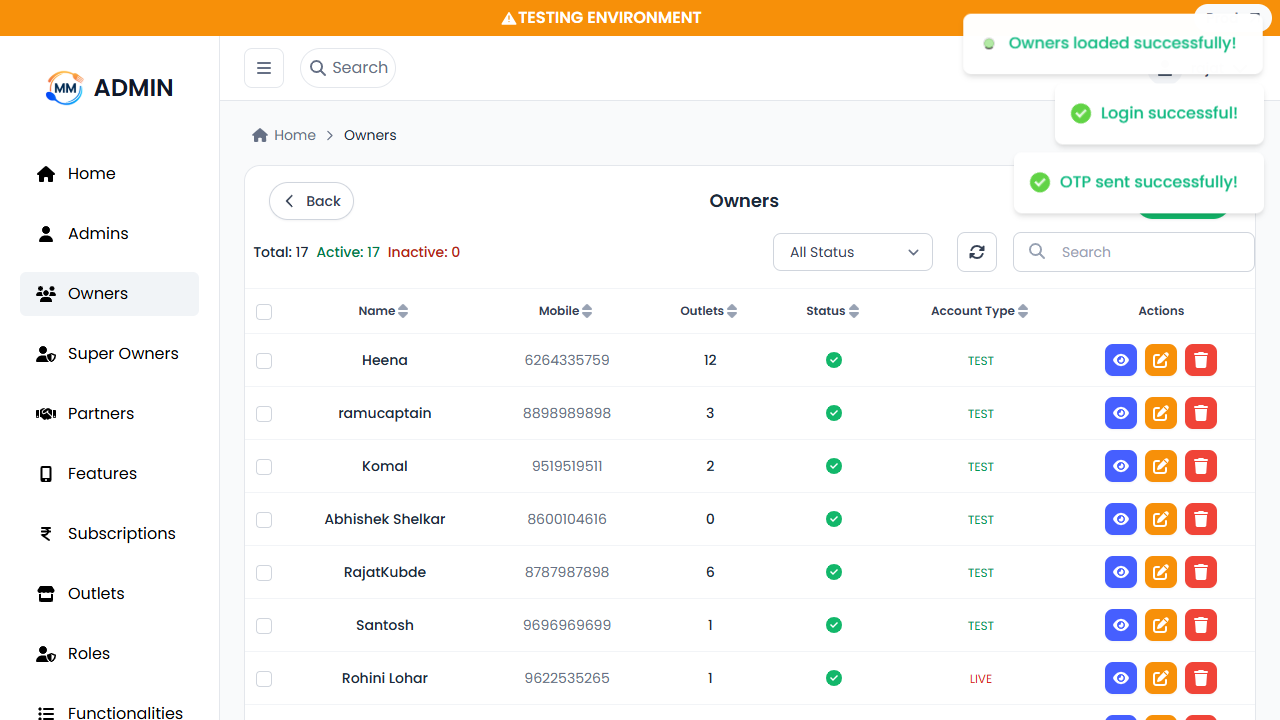 TESTING ENVIRONMENT
Owners loaded successfully!
MM ADMIN
Search
Login successful!
Home > Owners
Home
Back
Owners
OTP sent successfully!
Admins
Total: 17 Active: 17 Inactive: 0
All Status
Search
Owners
Name Mobile Outlets Status Account Type Actions
Super Owners
Heena 6264335759 12 TEST
Partners
ramucaptain 8898989898 3 TEST
Features
Komal 9519519511 2 TEST
Subscriptions
Abhishek Shelkar 8600104616 0 TEST
Outlets
RajatKubde 8787987898 6 TEST
Roles
Santosh 9696969699 1 TEST
Functionalities
Rohini Lohar 9622535265 1 LIVE